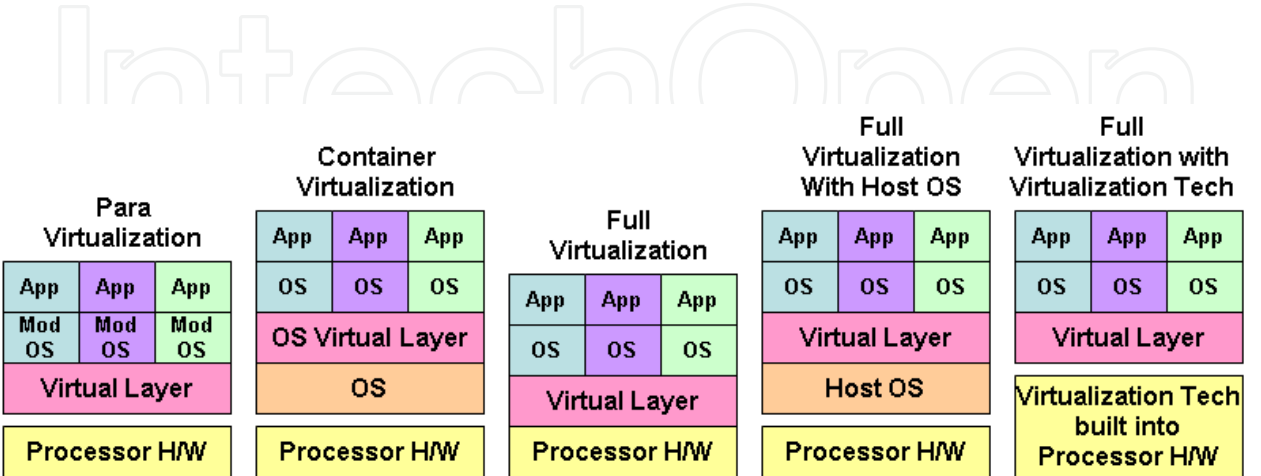 IntechOpen
Para
Virtualization
App App App
Mod Mod Mod
OS OS OS
Virtual Layer
Processor H/W
Container
Virtualization
App App App
OS OS OS
OS Virtual Layer
OS
Processor H/W
Full
Virtualization
App App App
OS OS OS
Virtual Layer
Processor H/W
Full
Virtualization
With Host OS
App App App
OS OS OS
Virtual Layer
Host OS
Processor H/W
Full
Virtualization with
Virtualization Tech
App App App
OS OS OS
Virtual Layer
Virtualization Tech
built into
Processor H/W